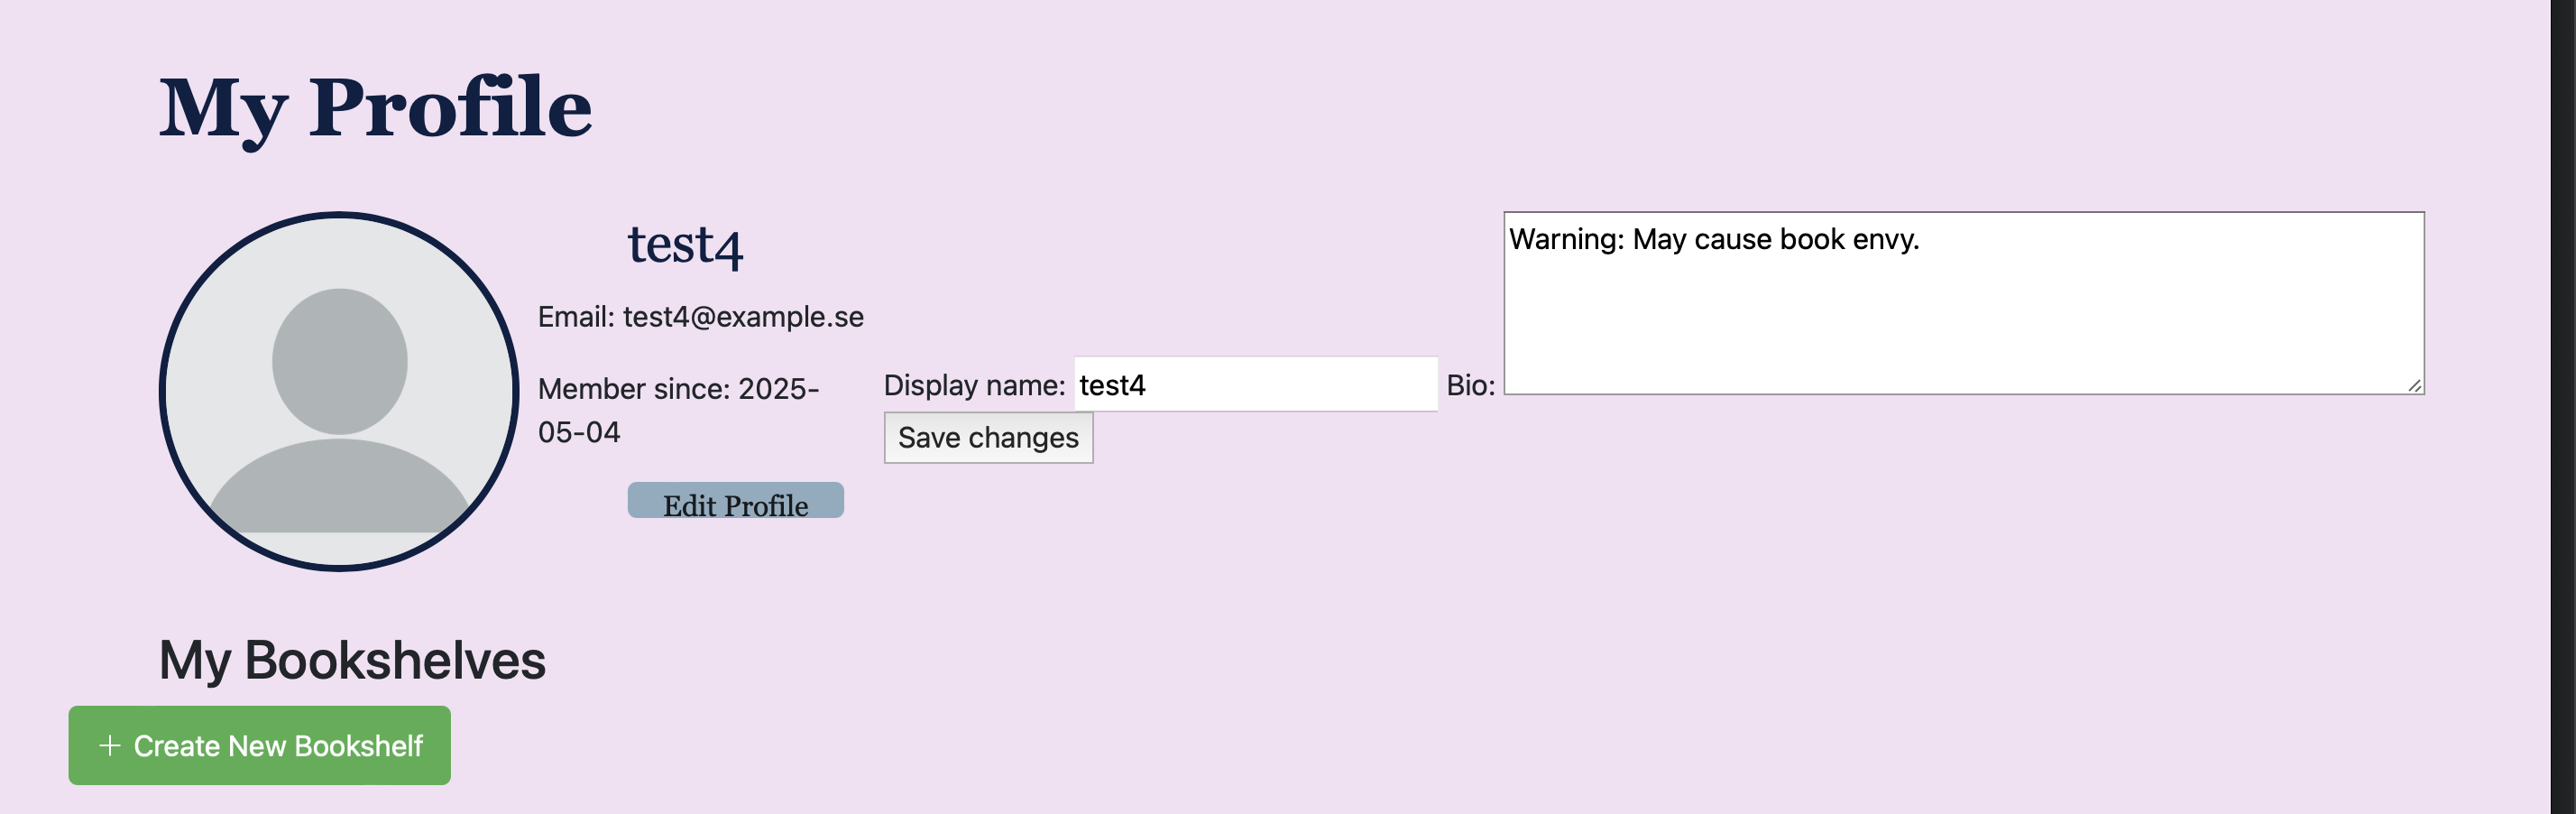 My Profile
test4
Email: test4@example.se
Member since: 2025-
05-04
Edit Profile
Display name: test4
Bio: Warning: May cause book envy.
Save changes
My Bookshelves
+ Create New Bookshelf